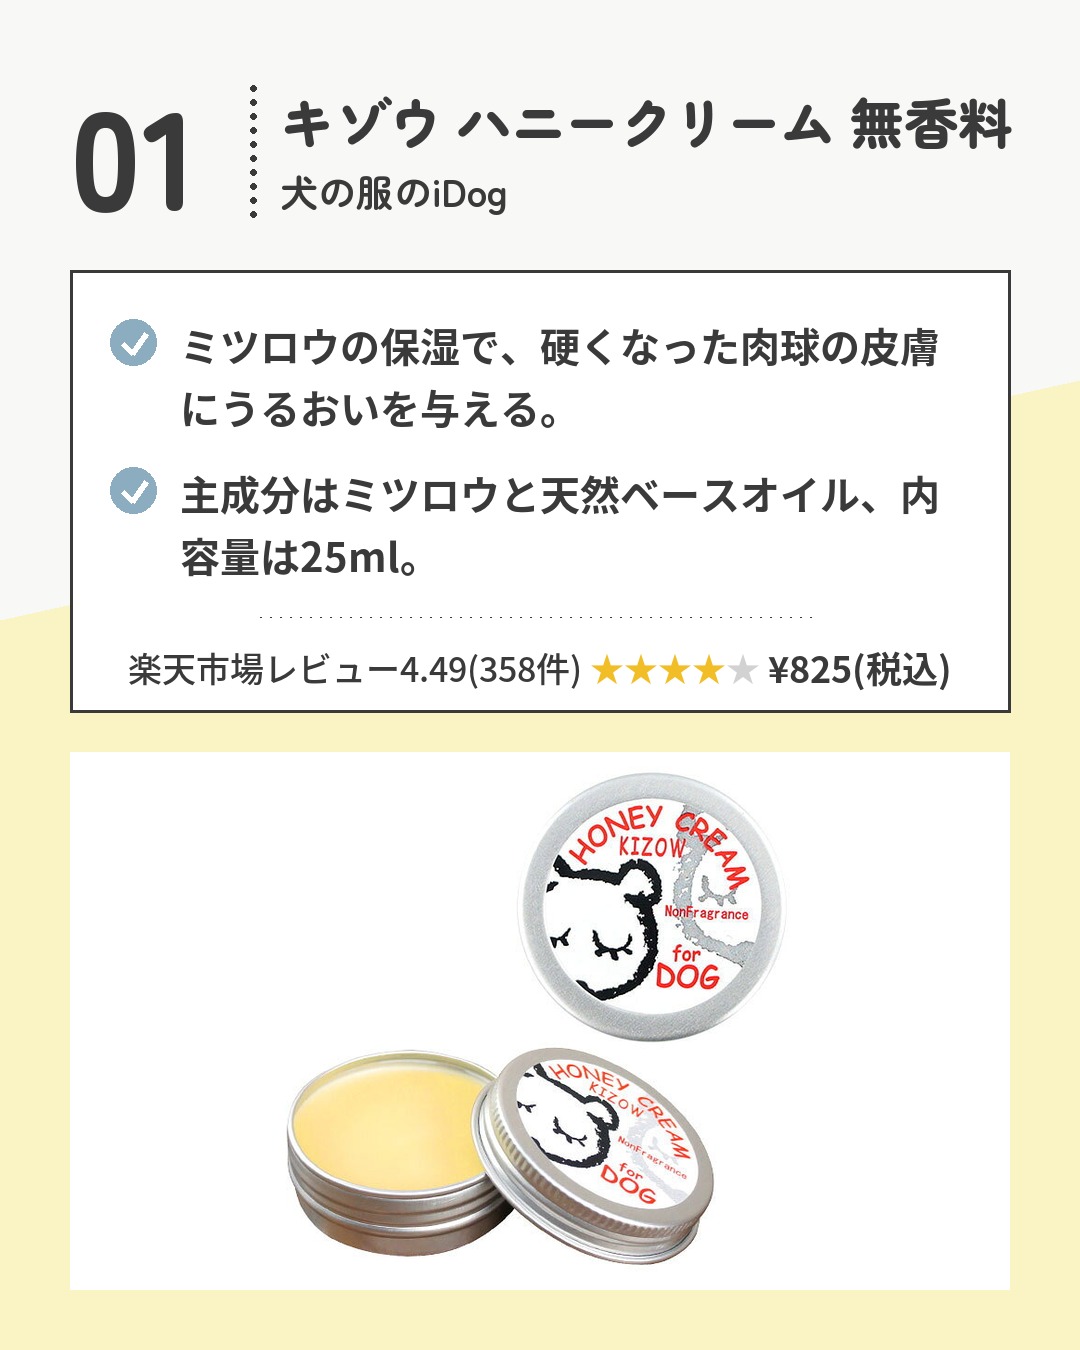 01
キゾウ ハニークリーム 無香料
犬の服のiDog
ミツロウの保湿で、硬くなった肉球の皮膚
にうるおいを与える。
主成分はミツロウと天然ベースオイル、内
容量は25ml。
楽天市場レビュー4.49(358件) ★★★★★ ¥825(税込)
HONEY CREAM
KIZOW
NonFragrance
for
DOG
HONEY CREAM
KIZOW
NonFragrance
for
DOG